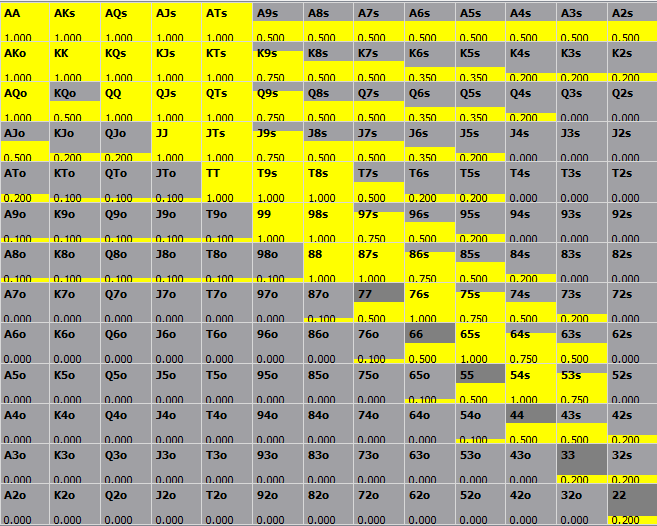 AA AKs AQs AJs ATs A9s A8s A7s A6s A5s A4s A3s A2s
1.000 1.000 1.000 1.000 1.000 0.500 0.500 0.500 0.500 0.500 0.500 0.500 0.500
AKo KK KQs KJs KTs K9s K8s K7s K6s K5s K4s K3s K2s
1.000 1.000 1.000 1.000 1.000 0.750 0.500 0.500 0.350 0.350 0.200 0.200 0.200
AQo KQo QQ QJs QTs Q9s Q8s Q7s Q6s Q5s Q4s Q3s Q2s
1.000 0.500 1.000 1.000 1.000 0.750 0.500 0.500 0.350 0.350 0.200 0.000 0.000
AJo KJo QJo JJ JTs J9s J8s J7s J6s J5s J4s J3s J2s
0.500 0.200 0.200 1.000 1.000 0.750 0.500 0.500 0.350 0.200 0.000 0.000 0.000
ATo KTo QTo JTo TT T9s T8s T7s T6s T5s T4s T3s T2s
0.200 0.100 0.100 0.100 1.000 1.000 1.000 0.500 0.200 0.200 0.000 0.000 0.000
A9o K9o Q9o J9o T9o 99 98s 97s 96s 95s 94s 93s 92s
0.100 0.100 0.100 0.100 0.100 1.000 1.000 0.750 0.500 0.200 0.000 0.000 0.000
A8o K8o Q8o J8o T8o 98o 88 87s 86s 85s 84s 83s 82s
0.100 0.100 0.100 0.100 0.100 0.100 1.000 1.000 0.750 0.500 0.200 0.000 0.000
A7o K7o Q7o J7o T7o 97o 87o 77 76s 75s 74s 73s 72s
0.000 0.000 0.000 0.000 0.000 0.000 0.100 0.500 1.000 0.750 0.500 0.200 0.000
A6o K6o Q6o J6o T6o 96o 86o 76o 66 65s 64s 63s 62s
0.000 0.000 0.000 0.000 0.000 0.000 0.000 0.100 0.500 1.000 0.750 0.500 0.000
A5o K5o Q5o J5o T5o 95o 85o 75o 65o 55 54s 53s 52s
0.000 0.000 0.000 0.000 0.000 0.000 0.000 0.000 0.100 0.500 1.000 0.750 0.000
A4o K4o Q4o J4o T4o 94o 84o 74o 64o 54o 44 43s 42s
0.000 0.000 0.000 0.000 0.000 0.000 0.000 0.000 0.000 0.100 0.500 0.500 0.200
A3o K3o Q3o J3o T3o 93o 83o 73o 63o 53o 43o 33 32s
0.000 0.000 0.000 0.000 0.000 0.000 0.000 0.000 0.000 0.000 0.000 0.200 0.200
A2o K2o Q2o J2o T2o 92o 82o 72o 62o 52o 42o 32o 22
0.000 0.000 0.000 0.000 0.000 0.000 0.000 0.000 0.000 0.000 0.000 0.000 0.200